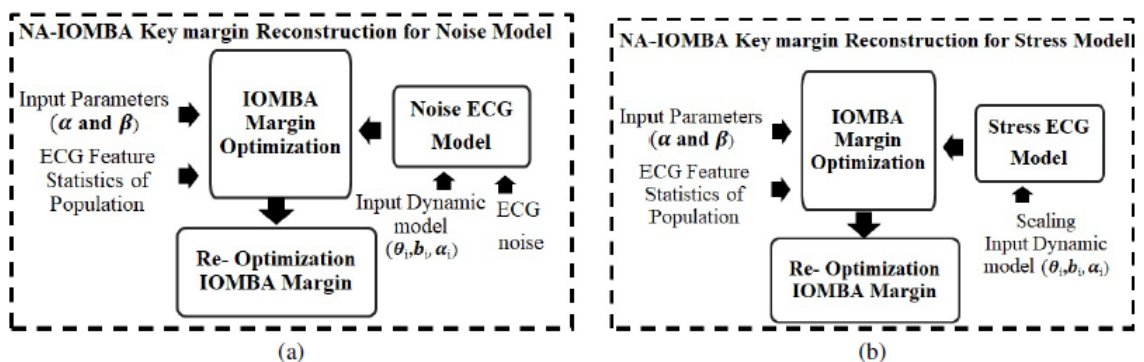 NA-IOMBA Key margin Reconstruction for Noise Model
Input Parameters
(α and β)
ECG Feature
Statistics of
Population
IOMBA
Margin
Optimization
Noise ECG
Model
Input Dynamic
model
(θi,bi,αi)
ECG
noise
Re- Optimization
IOMBA Margin
(a)
NA-IOMBA Key margin Reconstruction for Stress Model
Input Parameters
(α and β)
ECG Feature
Statistics of
Population
IOMBA
Margin
Optimization
Stress ECG
Model
Scaling
Input Dynamic
model (θi,bi,αi)
Re- Optimization
IOMBA Margin
(b)